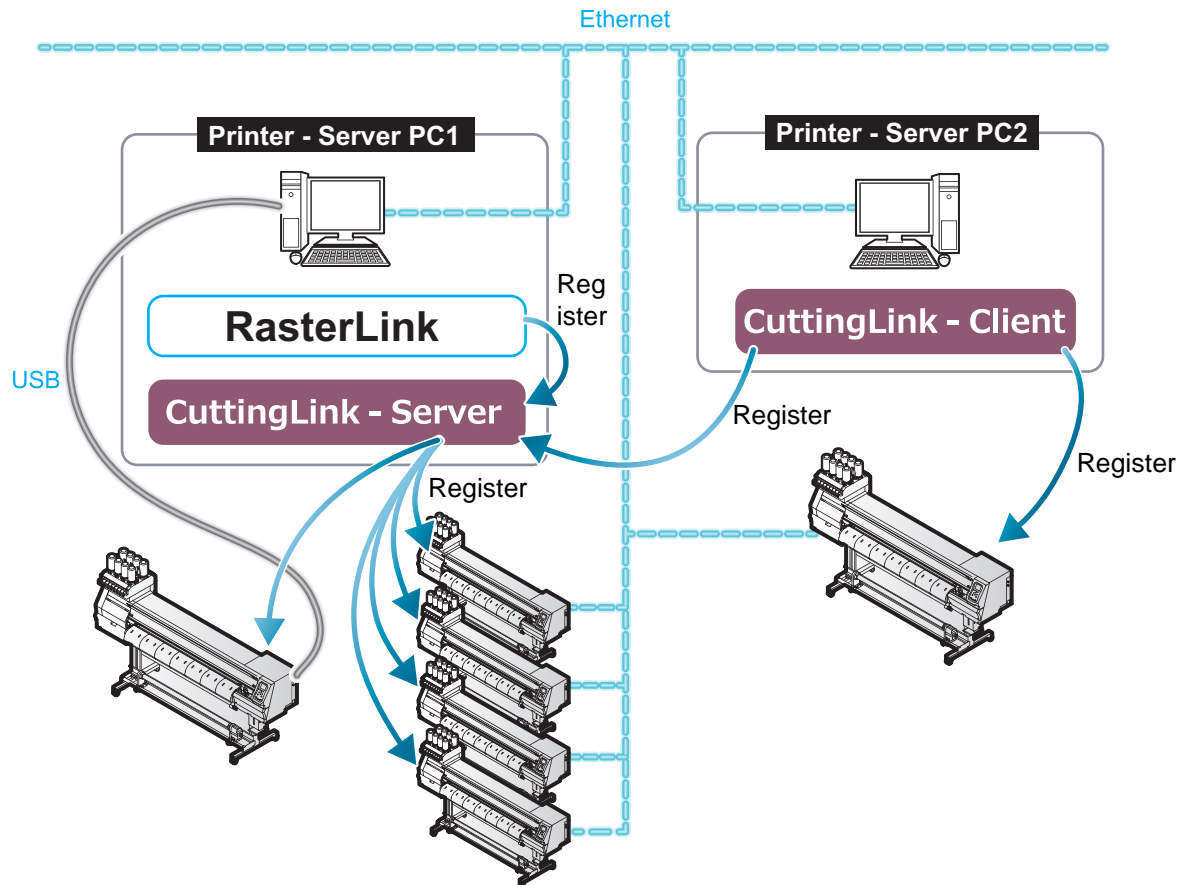 Ethernet
Printer - Server PC1
Printer - Server PC2
Reg
ister
RasterLink
CuttingLink - Client
USB
CuttingLink - Server
Register
Register
Register